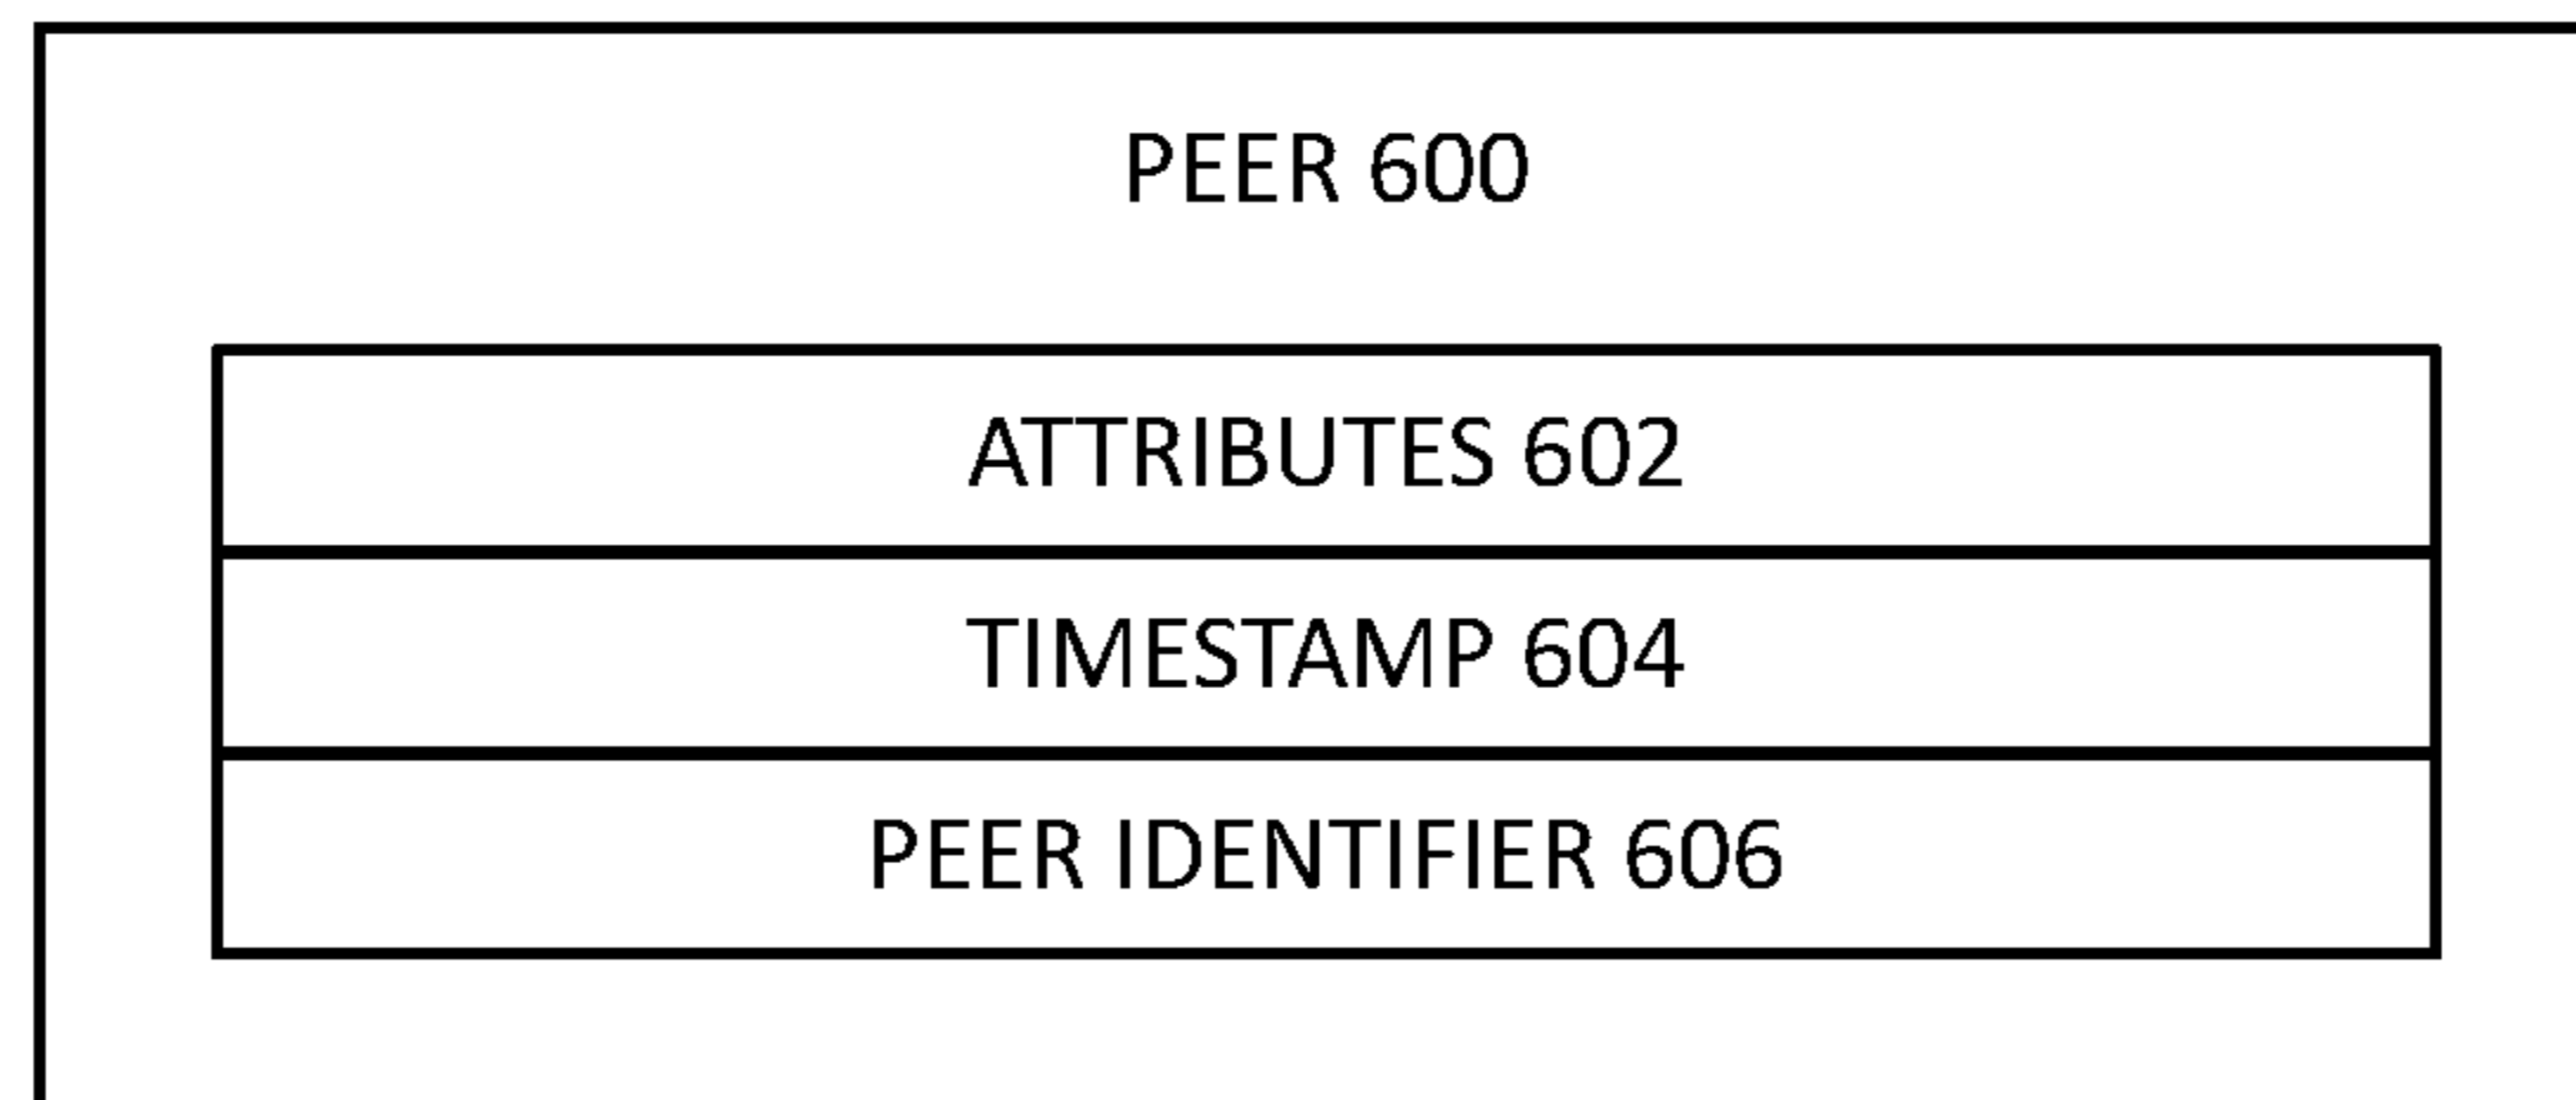 PEER 600
ATTRIBUTES 602
TIMESTAMP 604
PEER IDENTIFIER 606